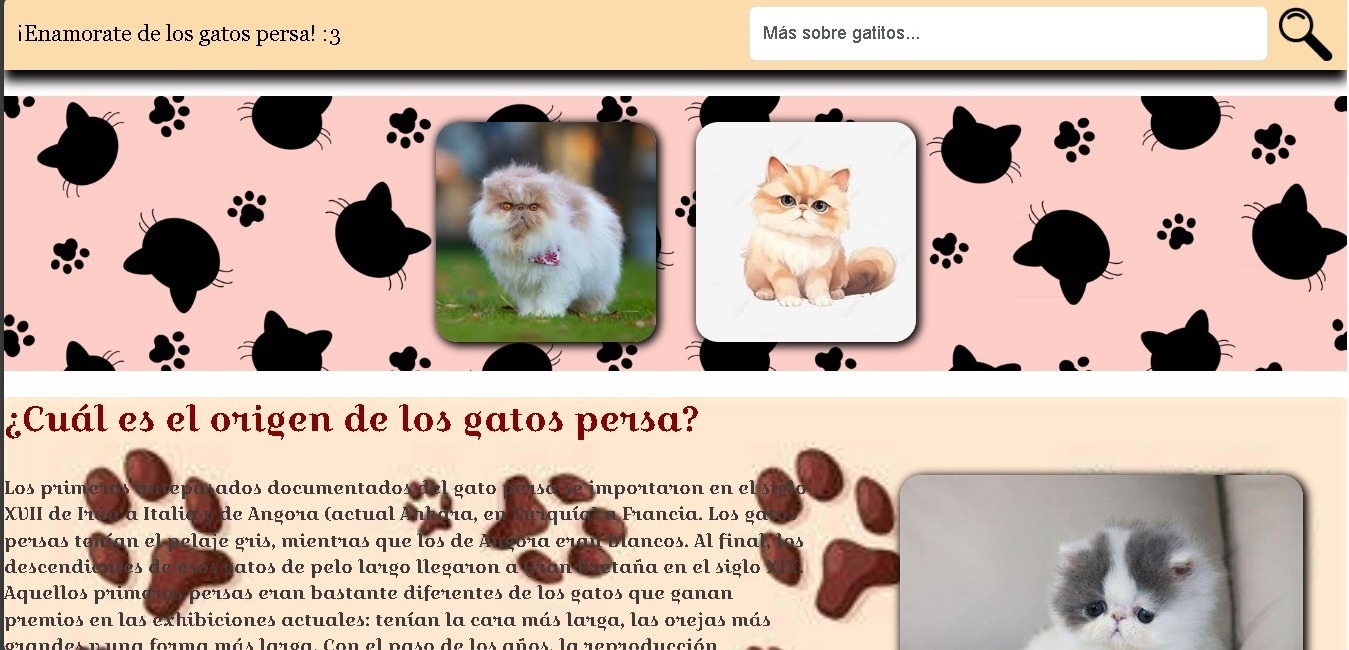 ¡Enamorate de los gatos persa! :3
Más sobre gatitos...
¿Cuál es el origen de los gatos persa?
Los primeros antepasados documentados del gato persa se importaron en el siglo
XVII de Iran a Italia y de Angora (actual Ankara, en Turquía) a Francia. Los gatos
persas tenían el pelaje gris, mientras que los de Angora eran blancos. Al final, los
descendientes de esos gatos de pelo largo llegaron a Gran Bretaña en el siglo XIX.
Aquellos primeros persas eran bastante diferentes de los gatos que ganan
premios en las exhibiciones actuales: tenían la cara más larga, las orejas más
grandes y una forma más larga. Con el paso de los años, la reproducción